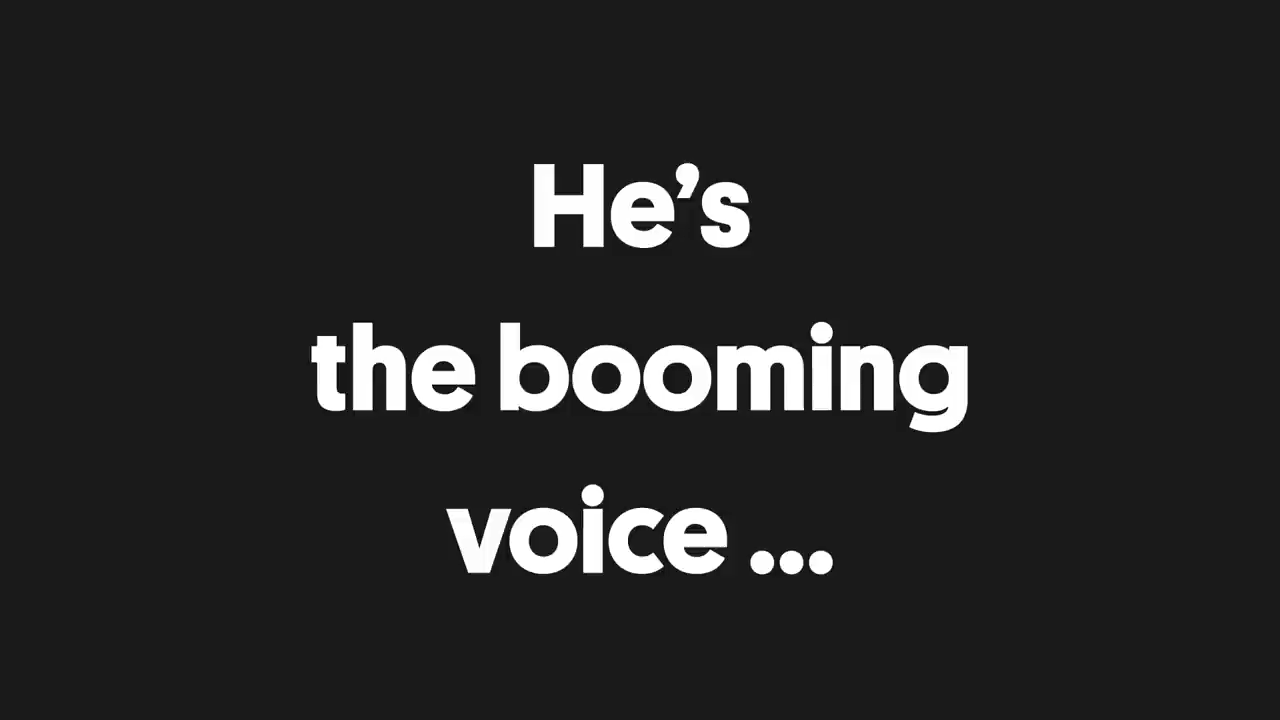 He’s
the booming
voice ...